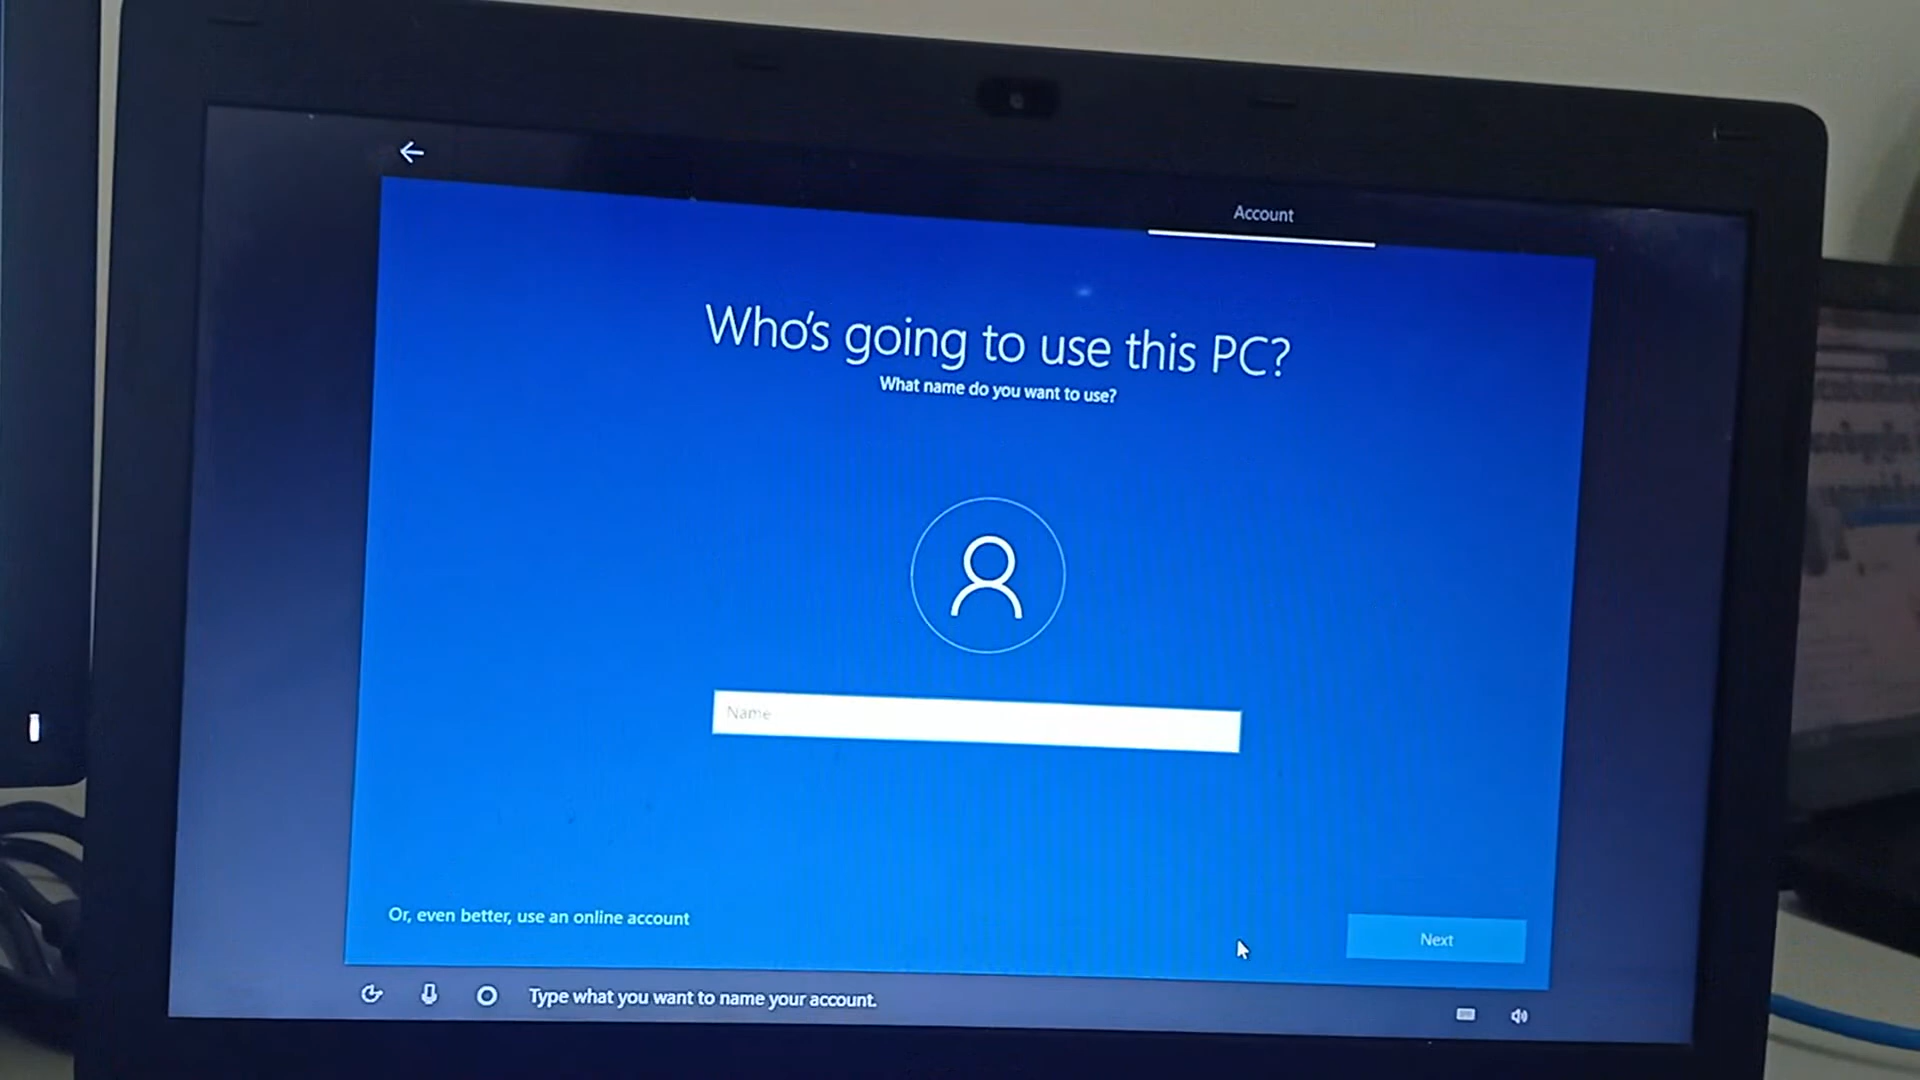 Account
Who's going to use this PC?
What name do you want to use?
Name
Or, even better, use an online account
Next
Type what you want to name your account.